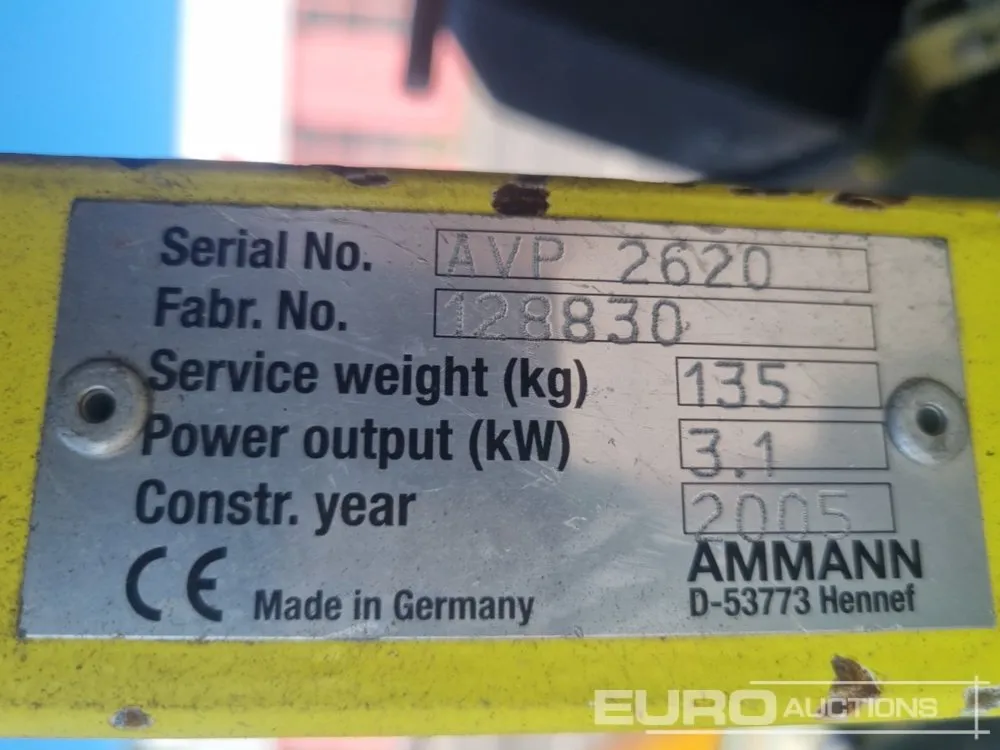 Serial No. AVP 2620
Fabr. No. 128830
Service weight (kg) 135
Power output (kW) 3.1
Constr. year 2005
CE Made in Germany
AMMANN
D-53773 Hennef
EURO AUCTIONS